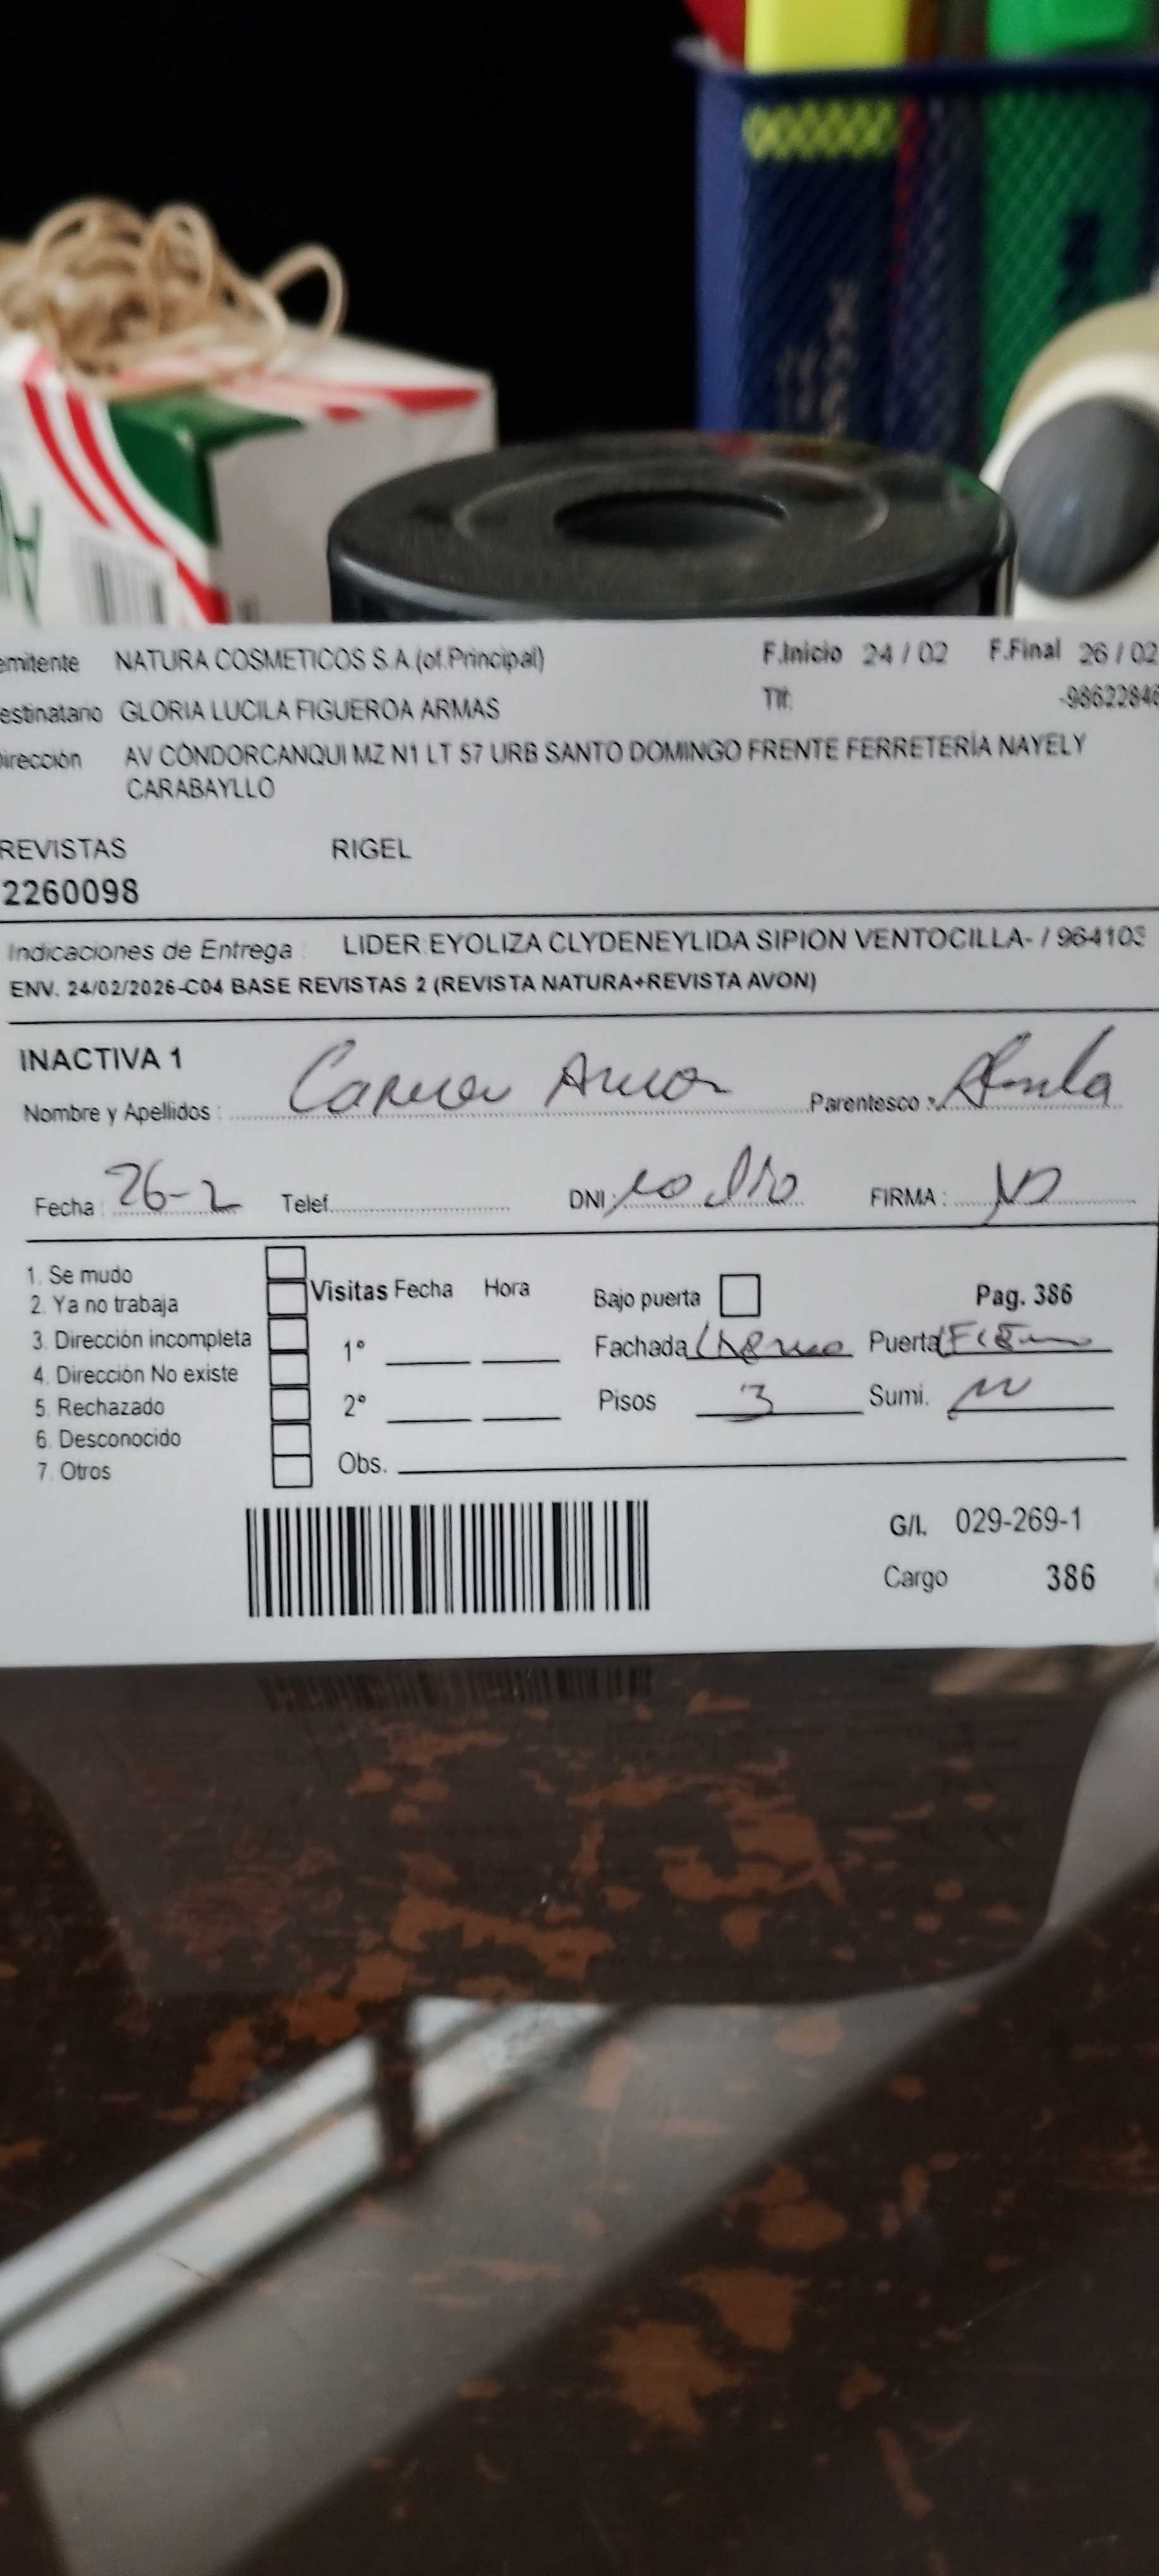 emitente NATURA COSMETICOS S.A.(of.Principal) F.Inicio 24 / 02 F.Final 26 / 02
estinatario GLORIA LUCILA FIGUEROA ARMAS Tlf: -98622846
irección AV CONDORCANQUI MZ N1 LT 57 URB SANTO DOMINGO FRENTE FERRETERÍA NAYELY
CARABAYLLO
REVISTAS RIGEL
2260098
Indicaciones de Entrega : LIDER:EYOLIZA CLYDENEYLIDA SIPION VENTOCILLA- / 964103
ENV. 24/02/2026-C04 BASE REVISTAS 2 (REVISTA NATURA+REVISTA AVON)
INACTIVA 1
Nombre y Apellidos : Parentesco :
Fecha : 26-2 Telef. DNI : FIRMA :
1. Se mudo
2. Ya no trabaja
3. Dirección incompleta
4. Dirección No existe
5. Rechazado
6. Desconocido
7. Otros
Visitas Fecha Hora
1°
2°
Obs.
Bajo puerta Pag. 386
Fachada Puerta
Pisos 3 Sumi.
G/I. 029-269-1
Cargo 386